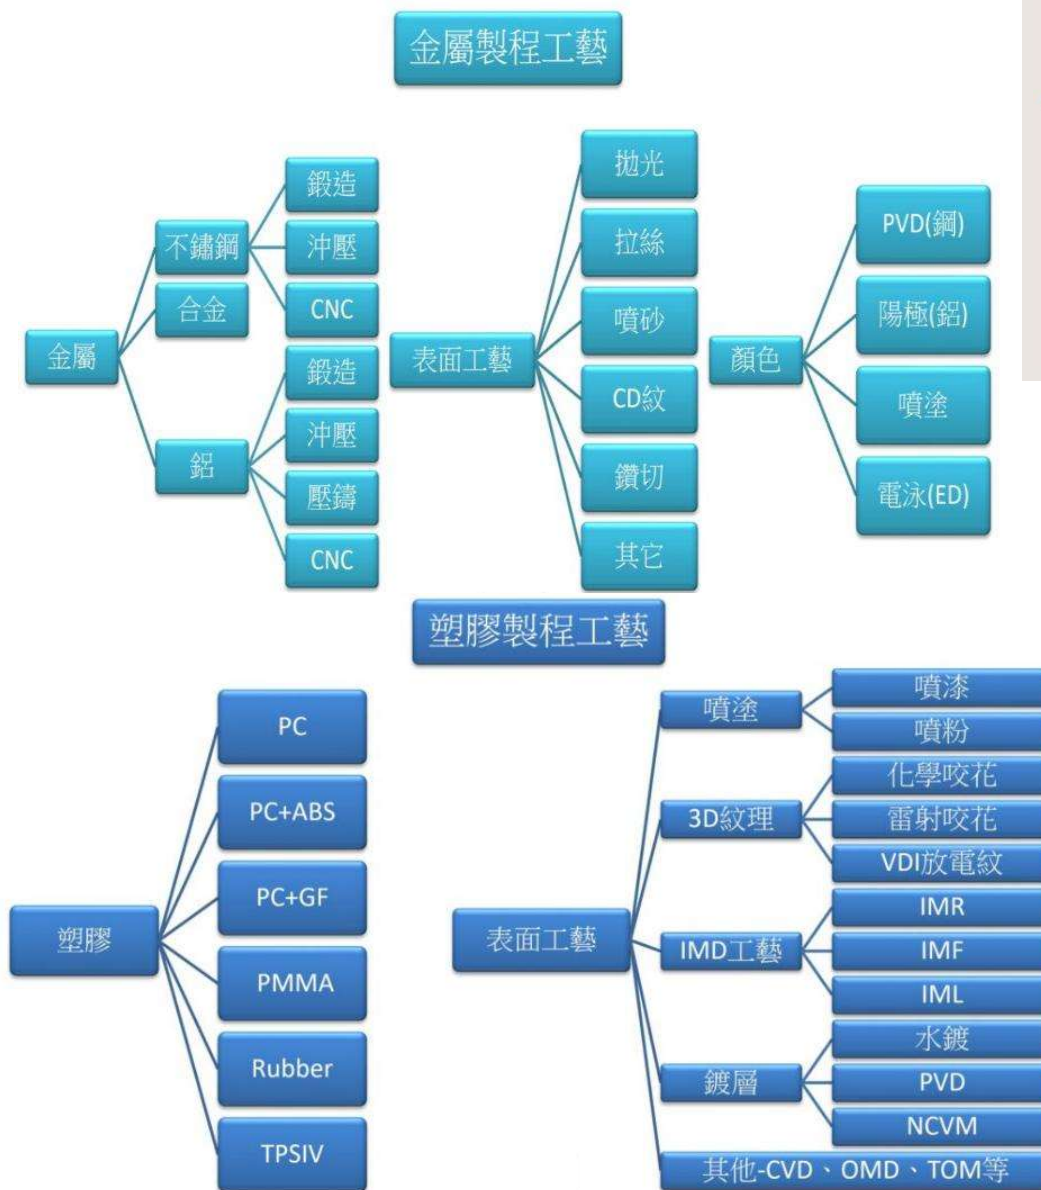 金屬製程工藝
金屬
不鏽鋼
鍛造
沖壓
CNC
合金
鋁
鍛造
沖壓
壓鑄
CNC
表面工藝
拋光
拉絲
噴砂
CD紋
鑽切
其它
顏色
PVD(鋼)
陽極(鋁)
噴塗
電泳(ED)
塑膠製程工藝
塑膠
PC
PC+ABS
PC+GF
PMMA
Rubber
TPSIV
表面工藝
噴塗
噴漆
噴粉
3D紋理
化學咬花
雷射咬花
VDI放電紋
IMD工藝
IMR
IMF
IML
鍍層
水鍍
PVD
NCVM
其他-CVD、OMD、TOM等